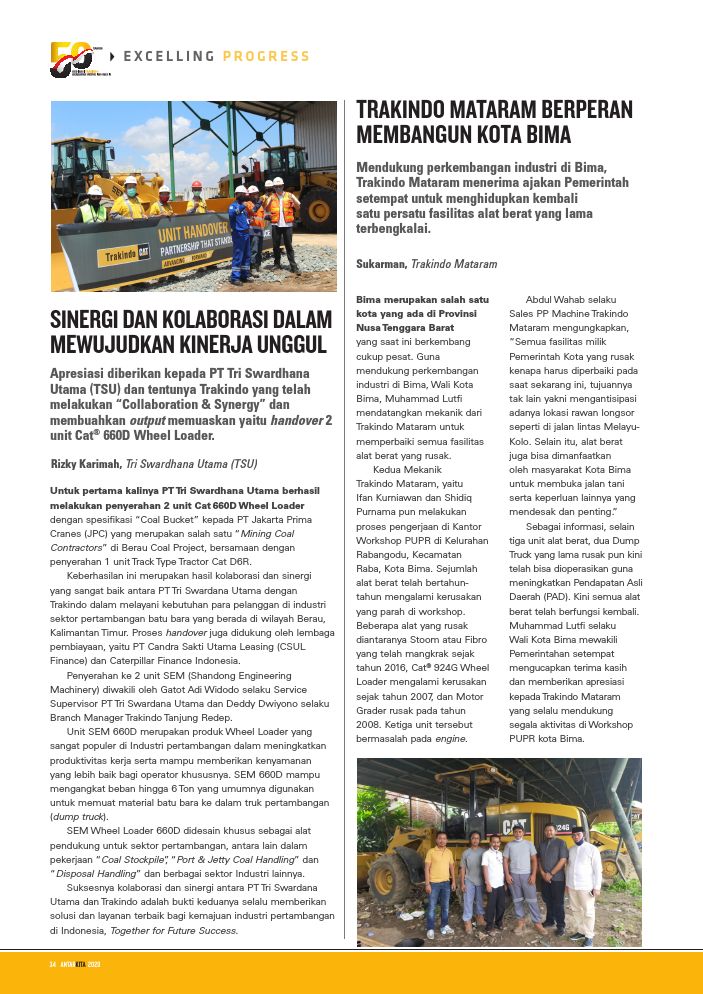 50
EXCELLING PROGRESS
UNIT HANDOVER
PARTNERSHIP THAT
Trakindo CAT
SINERGI DAN KOLABORASI DALAM
MEWUJUDKAN KINERJA UNGGUL
Apresiasi diberikan kepada PT Tri Swardhana
Utama (TSU) dan tentunya Trakindo yang telah
melakukan “Collaboration & Synergy” dan
membuahkan output memuaskan yaitu handover 2
unit Cat® 660D Wheel Loader.
Rizky Karimah, Tri Swardhana Utama (TSU)
Untuk pertama kalinya PT Tri Swardhana Utama berhasil
melakukan penyerahan 2 unit Cat 660D Wheel Loader
dengan spesifikasi “Coal Bucket” kepada PT Jakarta Prima
Cranes (JPC) yang merupakan salah satu “Mining Coal
Contractors” di Berau Coal Project, bersamaan dengan
penyerahan 1 unit Track Type Tractor Cat D6R.
Keberhasilan ini merupakan hasil kolaborasi dan sinergi
yang sangat baik antara PT Tri Swardana Utama dengan
Trakindo dalam melayani kebutuhan para pelanggan di industri
sektor pertambangan batu bara yang berada di wilayah Berau,
Kalimantan Timur. Proses handover juga didukung oleh lembaga
pembiayaan, yaitu PT Candra Sakti Utama Leasing (CSUL
Finance) dan Caterpillar Finance Indonesia.
Penyerahan ke 2 unit SEM (Shandong Engineering
Machinery) diwakili oleh Gatot Adi Widodo selaku Service
Supervisor PT Tri Swardana Utama dan Deddy Dwiyono selaku
Branch Manager Trakindo Tanjung Redep.
Unit SEM 660D merupakan produk Wheel Loader yang
sangat populer di Industri pertambangan dalam meningkatkan
produktivitas kerja serta mampu memberikan kenyamanan
yang lebih baik bagi operator khususnya. SEM 660D mampu
mengangkat beban hingga 6 Ton yang umumnya digunakan
untuk memuat material batu bara ke dalam truk pertambangan
(dump truck).
SEM Wheel Loader 660D didesain khusus sebagai alat
pendukung untuk sektor pertambangan, antara lain dalam
pekerjaan “Coal Stockpile”, “Port & Jetty Coal Handling” dan
“Disposal Handling” dan berbagai sektor Industri lainnya.
Suksesnya kolaborasi dan sinergi antara PT Tri Swardana
Utama dan Trakindo adalah bukti keduanya selalu memberikan
solusi dan layanan terbaik bagi kemajuan industri pertambangan
di Indonesia, Together for Future Success.
TRAKINDO MATARAM BERPERAN
MEMBANGUN KOTA BIMA
Mendukung perkembangan industri di Bima,
Trakindo Mataram menerima ajakan Pemerintah
setempat untuk menghidupkan kembali
satu persatu fasilitas alat berat yang lama
terbengkalai.
Sukarman, Trakindo Mataram
Bima merupakan salah satu
kota yang ada di Provinsi
Nusa Tenggara Barat
yang saat ini berkembang
cukup pesat. Guna
mendukung perkembangan
industri di Bima, Wali Kota
Bima, Muhammad Lutfi
mendatangkan mekanik dari
Trakindo Mataram untuk
memperbaiki semua fasilitas
alat berat yang rusak.
Kedua Mekanik
Trakindo Mataram, yaitu
Ifan Kurniawan dan Shidiq
Purnama pun melakukan
proses pengerjaan di Kantor
Workshop PUPR di Kelurahan
Rabangodu, Kecamatan
Raba, Kota Bima. Sejumlah
alat berat telah bertahun-
tahun mengalami kerusakan
yang parah di workshop.
Beberapa alat yang rusak
diantaranya Stoom atau Fibro
yang telah mangkrak sejak
tahun 2016, Cat® 924G Wheel
Loader mengalami kerusakan
sejak tahun 2007, dan Motor
Grader rusak pada tahun
2008. Ketiga unit tersebut
bermasalah pada engine.
Abdul Wahab selaku
Sales PP Machine Trakindo
Mataram mengungkapkan,
“Semua fasilitas milik
Pemerintah Kota yang rusak
kenapa harus diperbaiki pada
saat sekarang ini, tujuannya
tak lain yakni mengantisipasi
adanya lokasi rawan longsor
seperti di jalan lintas Melayu-
Kolo. Selain itu, alat berat
juga bisa dimanfaatkan
oleh masyarakat Kota Bima
untuk membuka jalan tani
serta keperluan lainnya yang
mendesak dan penting.”
Sebagai informasi, selain
tiga unit alat berat, dua Dump
Truck yang lama rusak pun kini
telah bisa dioperasikan guna
meningkatkan Pendapatan Asli
Daerah (PAD). Kini semua alat
berat telah berfungsi kembali.
Muhammad Lutfi selaku
Wali Kota Bima mewakili
Pemerintahan setempat
mengucapkan terima kasih
dan memberikan apresiasi
kepada Trakindo Mataram
yang selalu mendukung
segala aktivitas di Workshop
PUPR kota Bima.
CAT
24G
14 ANTARKITA 2020